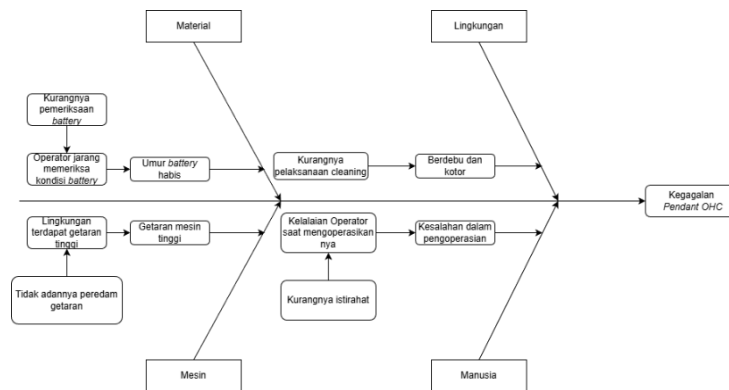 Material
Lingkungan
Kurangnya
pemeriksaan
battery
Operator jarang
memeriksa
kondisi battery
Umur battery
habis
Kurangnya
pelaksanaan cleaning
Berdebu dan
kotor
Kegagalan
Pendant OHC
Lingkungan
terdapat getaran
tinggi
Getaran mesin
tinggi
Kelalaian Operator
saat mengoperasikan
nya
Kesalahan dalam
pengoperasian
Tidak adannya peredam
getaran
Kurangnya istirahat
Mesin
Manusia